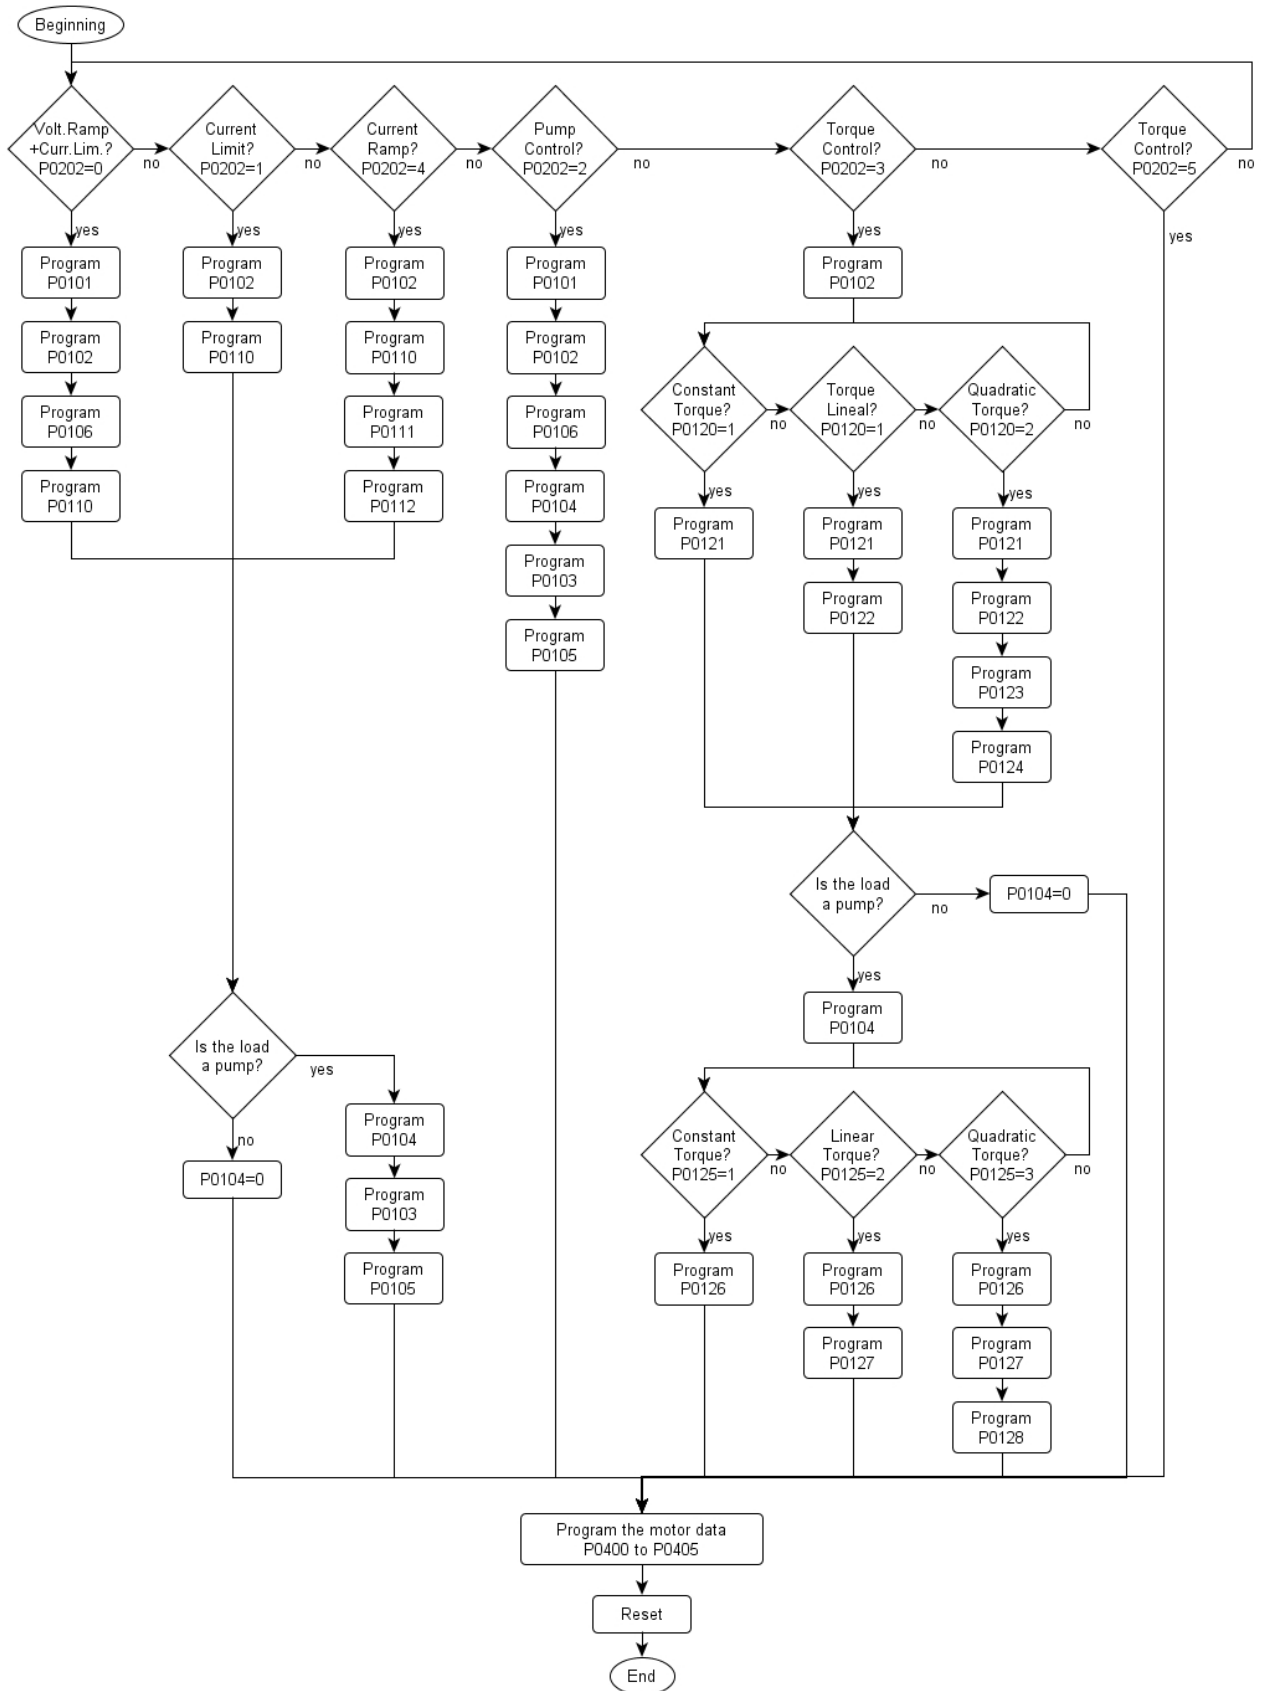 Beginning
Volt.Ramp
+Curr.Lim.?
P0202=0
no
Current
Limit?
P0202=1
no
Current
Ramp?
P0202=4
no
Pump
Control?
P0202=2
no
Torque
Control?
P0202=3
no
Torque
Control?
P0202=5
no
yes
yes
yes
yes
yes
yes
Program
P0101
Program
P0102
Program
P0106
Program
P0110
Program
P0102
Program
P0110
Program
P0102
Program
P0110
Program
P0111
Program
P0112
Program
P0101
Program
P0102
Program
P0106
Program
P0104
Program
P0103
Program
P0105
Program
P0102
Constant
Torque?
P0120=1
no
Torque
Lineal?
P0120=1
no
Quadratic
Torque?
P0120=2
no
yes
yes
yes
Program
P0121
Program
P0121
Program
P0122
Program
P0121
Program
P0122
Program
P0123
Program
P0124
Is the load
a pump?
no
P0104=0
yes
Program
P0104
Is the load
a pump?
yes
no
P0104=0
Program
P0104
Program
P0103
Program
P0105
Constant
Torque?
P0125=1
no
Linear
Torque?
P0125=2
no
Quadratic
Torque?
P0125=3
no
yes
yes
yes
Program
P0126
Program
P0126
Program
P0127
Program
P0126
Program
P0127
Program
P0128
Program the motor data
P0400 to P0405
Reset
End